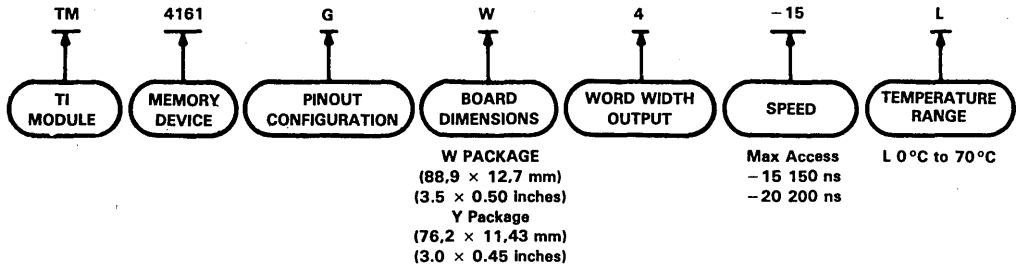 TM 4161 G W 4 −15 L
TI MODULE
MEMORY DEVICE
PINOUT CONFIGURATION
BOARD DIMENSIONS
WORD WIDTH OUTPUT
SPEED
TEMPERATURE RANGE
W PACKAGE
(88,9 × 12,7 mm)
(3.5 × 0.50 inches)
Y Package
(76,2 × 11,43 mm)
(3.0 × 0.45 inches)
Max Access
−15 150 ns
−20 200 ns
L 0°C to 70°C